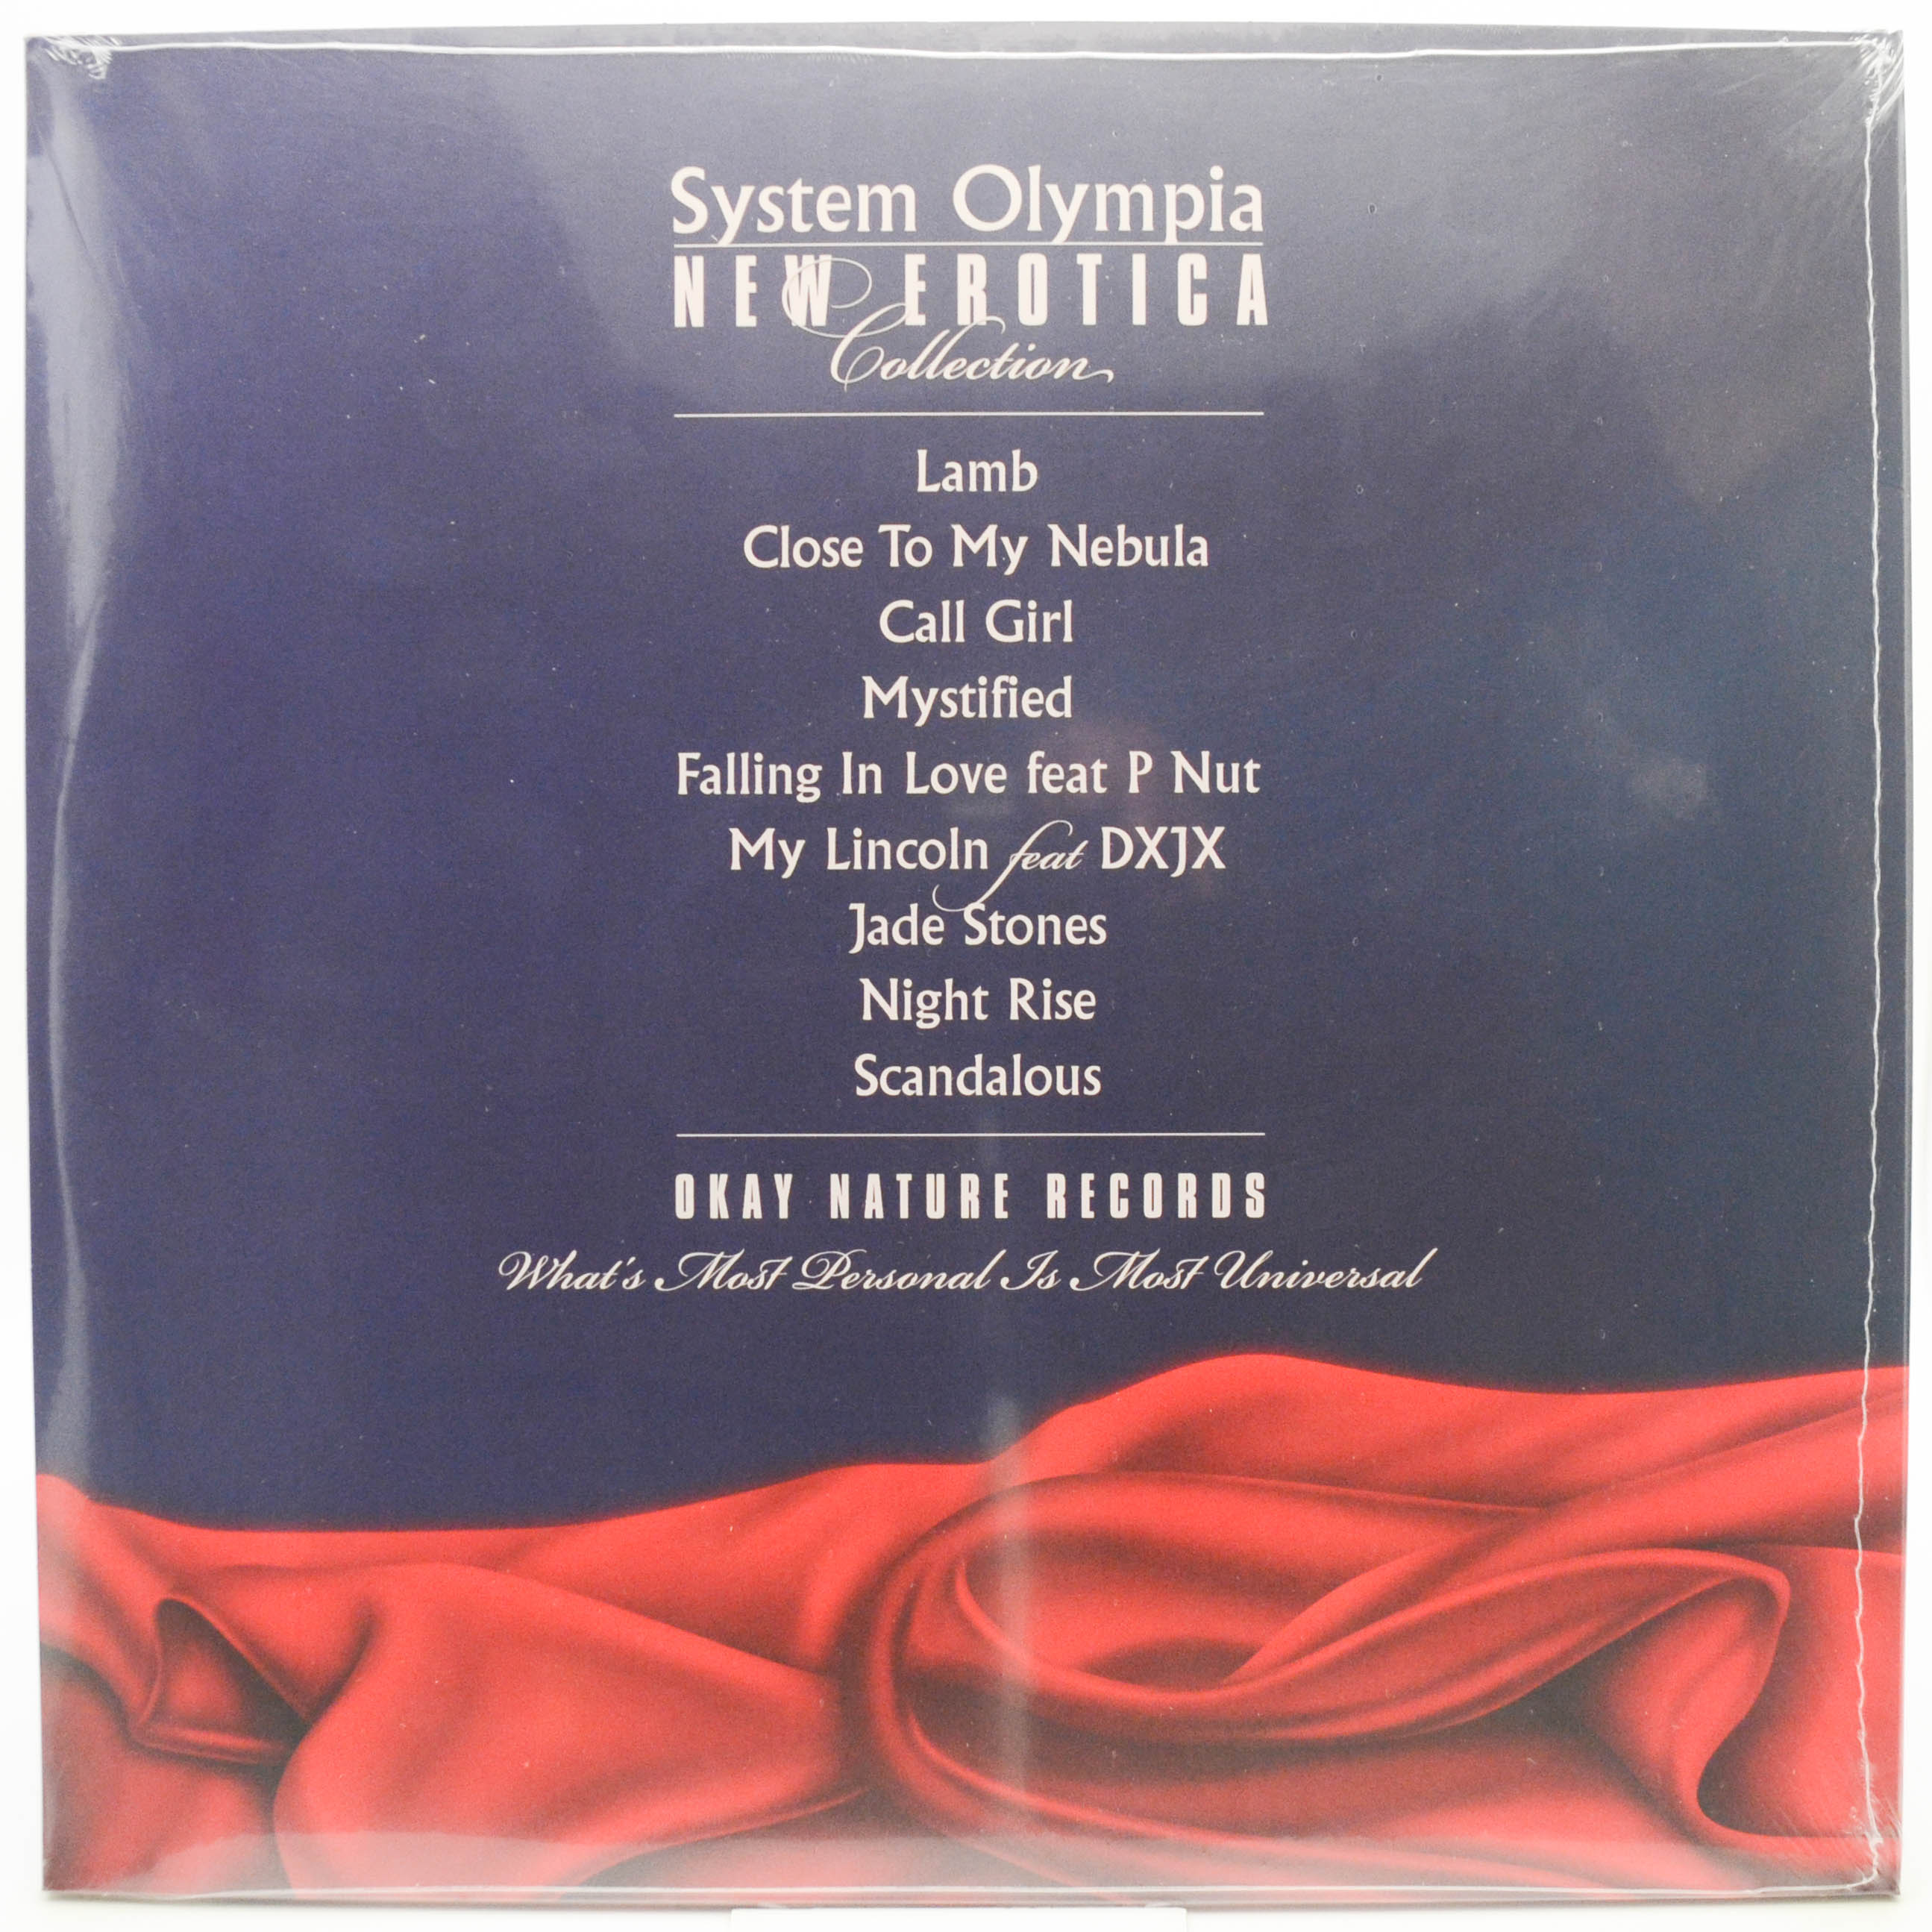 System Olympia
NEW EROTICA
Collection
Lamb
Close To My Nebula
Call Girl
Mystified
Falling In Love feat P Nut
My Lincoln feat DXJX
Jade Stones
Night Rise
Scandalous
OKAY NATURE RECORDS
What's Most Personal Is Most Universal